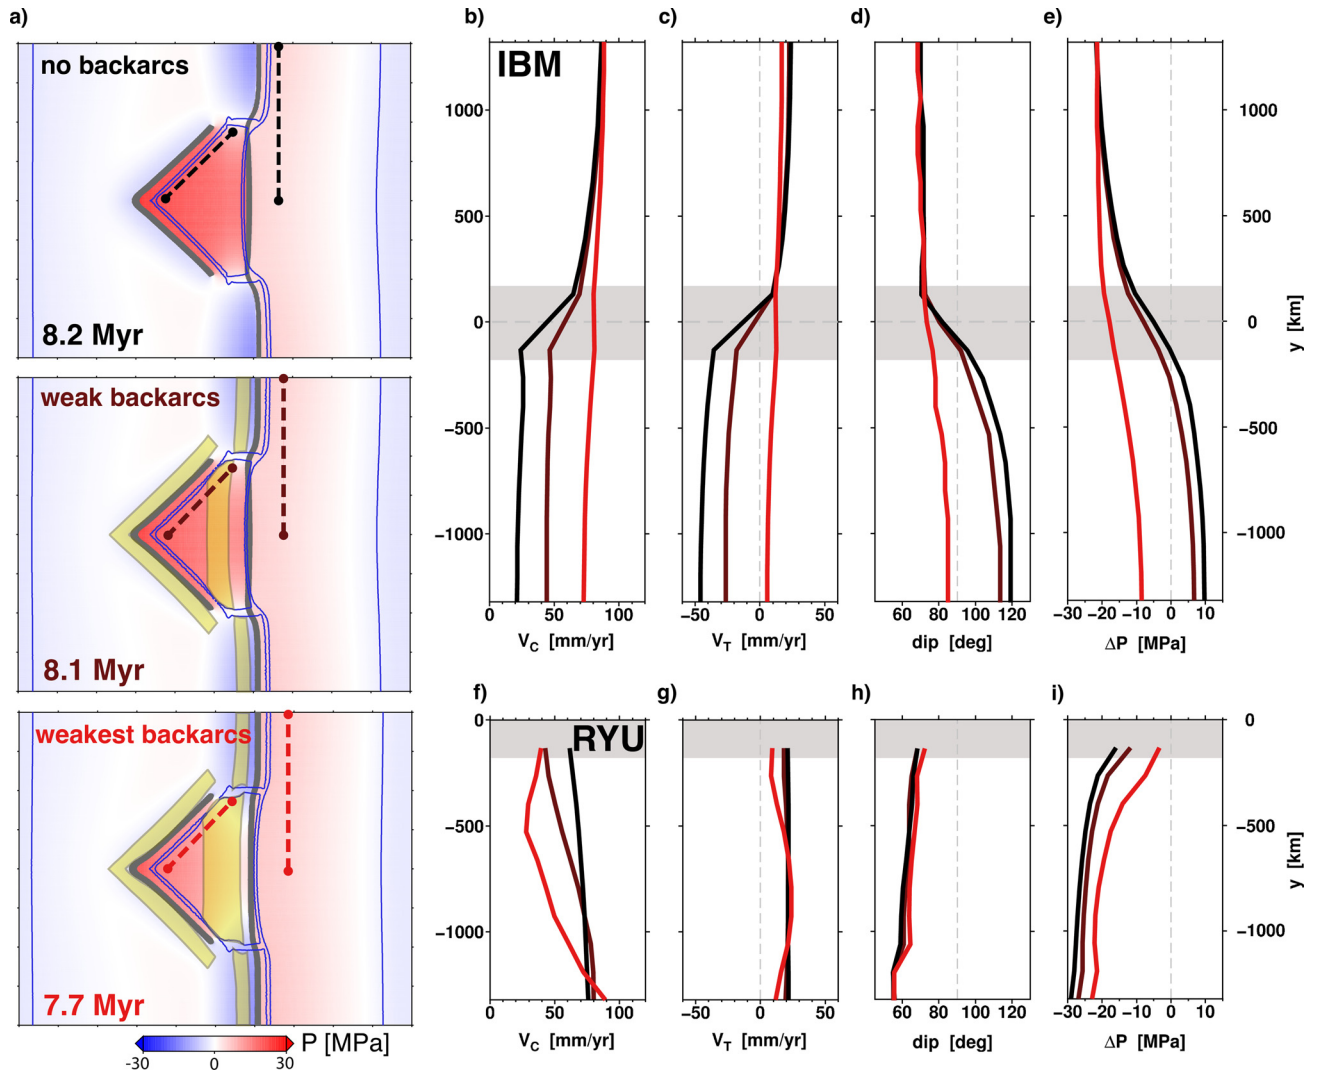 a)
no backarcs
8.2 Myr
weak backarcs
8.1 Myr
weakest backarcs
7.7 Myr
P [MPa]
-30 0 30
b) c) d) e)
IBM
1000 1000
500 500
0 0
−500 −500
−1000 −1000
y [km]
0 50 100 −50 0 50 60 90 120 −30 −20 −10 0 10
V_C [mm/yr] V_T [mm/yr] dip [deg] ΔP [MPa]
f) g) h) i)
RYU
0 0
−500 −500
−1000 −1000
y [km]
0 50 100 −50 0 50 60 90 120 −30 −20 −10 0 10
V_C [mm/yr] V_T [mm/yr] dip [deg] ΔP [MPa]